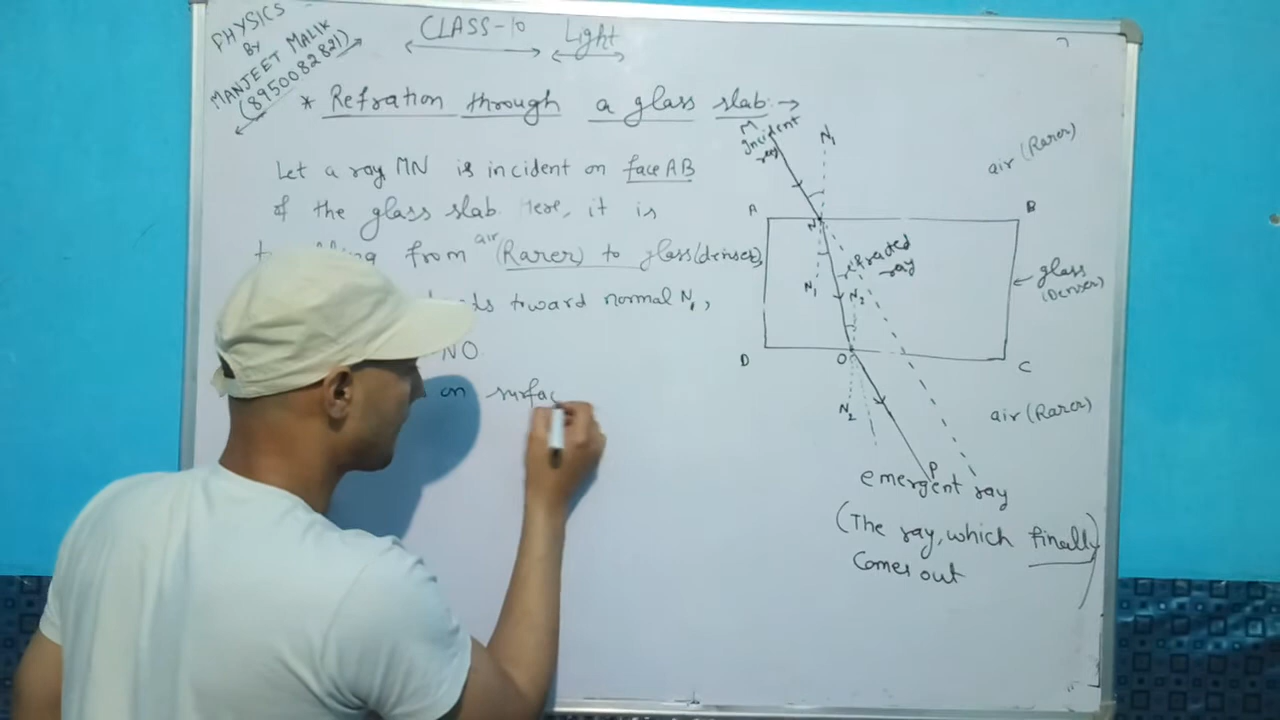 PHYSICS
By
MANJEET MALIK
(8950082821)
CLASS-10
Light
* Refration through a glass slab:→
Let a ray MN is incident on face AB
of the glass slab. Here, it is
from air (Rarer) to glass (denser),
toward normal N₁,
NO.
on surfac
M
Incident
ray
N₁
air (Rarer)
A
B
N
refracted
ray
N₁
N₂
glass
(Denser)
D
O
C
N₂
air (Rarer)
P
emergent ray
(The ray, which finally)
Comes out